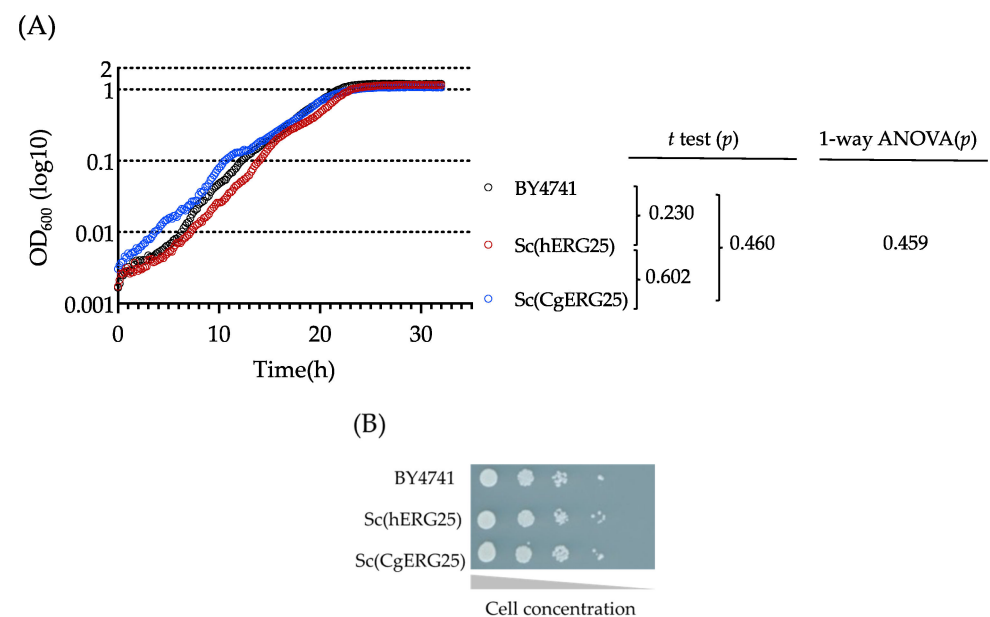 (A)
2
1
0.1
0.01
0.001
OD600 (log10)
0 10 20 30
Time(h)
t test (p) 1-way ANOVA(p)
BY4741
0.230
Sc(hERG25)
0.460 0.459
0.602
Sc(CgERG25)
(B)
BY4741
Sc(hERG25)
Sc(CgERG25)
Cell concentration